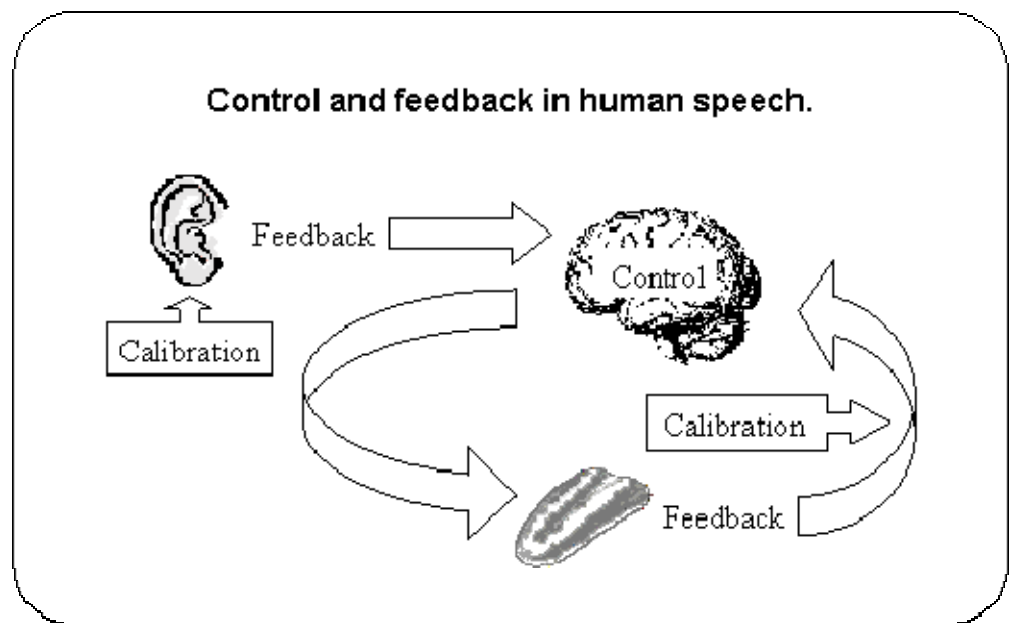 Control and feedback in human speech.
Feedback
Control
Calibration
Calibration
Feedback